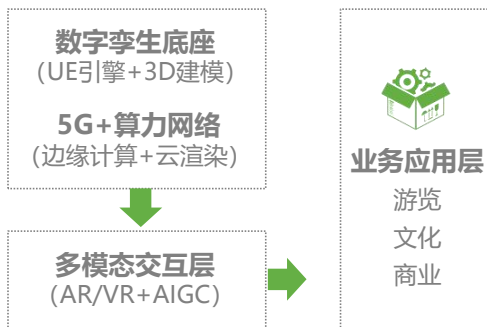 数字孪生底座
（UE引擎+3D建模）
5G+算力网络
（边缘计算+云渲染）
多模态交互层
（AR/VR+AIGC）
业务应用层
游览
文化
商业